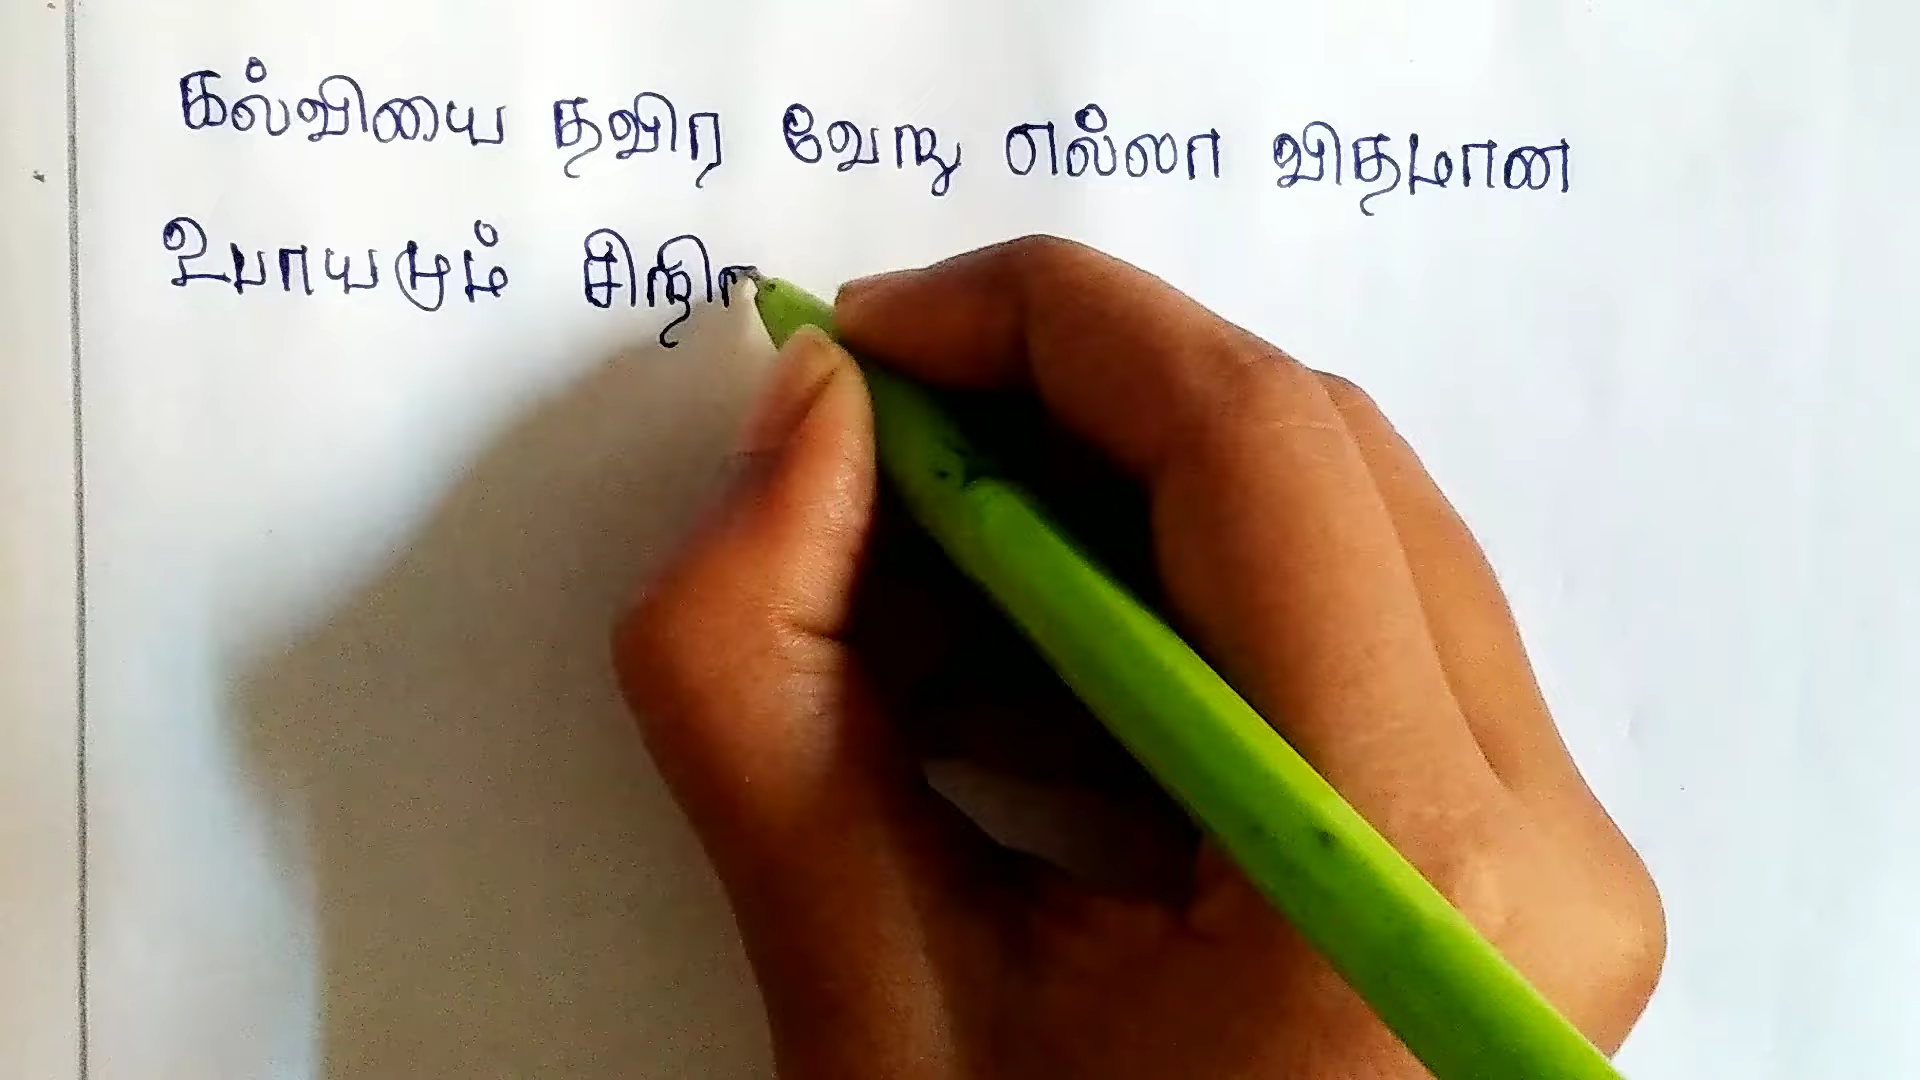 கல்வியை தவிர வேறு எல்லா விதமான
உபாயமும்